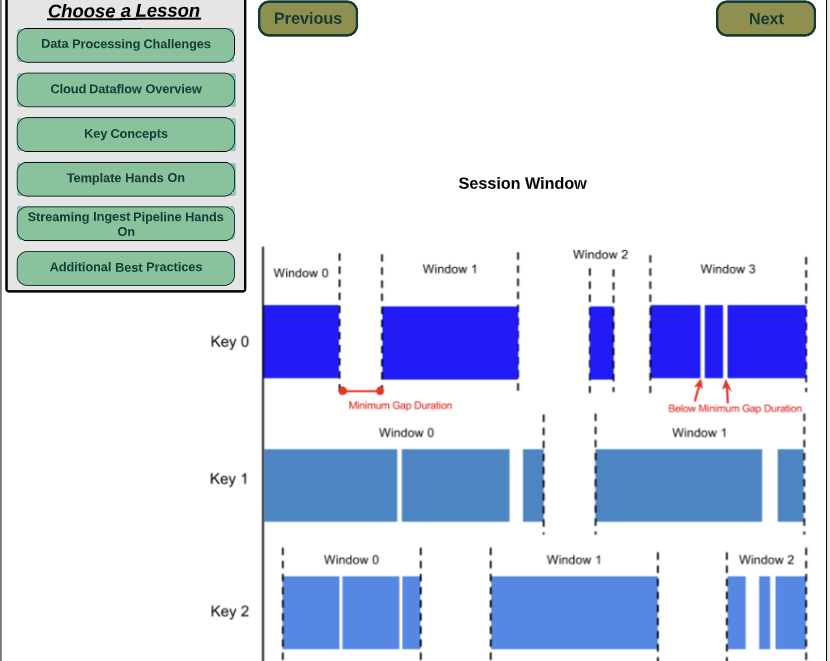 Choose a Lesson
Data Processing Challenges
Cloud Dataflow Overview
Key Concepts
Template Hands On
Streaming Ingest Pipeline Hands
On
Additional Best Practices
Previous
Next
Session Window
Window 0
Window 1
Window 2
Window 3
Key 0
Minimum Gap Duration
Below Minimum Gap Duration
Window 0
Window 1
Key 1
Window 0
Window 1
Window 2
Key 2